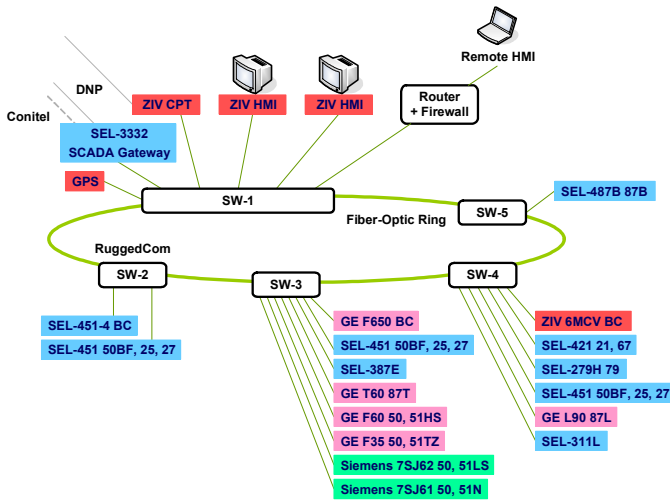 Remote HMI
DNP
Conitel
ZIV CPT
ZIV HMI
ZIV HMI
Router
+ Firewall
SEL-3332
SCADA Gateway
GPS
SW-1
SW-5
SEL-487B 87B
Fiber-Optic Ring
RuggedCom
SW-2
SW-3
SW-4
SEL-451-4 BC
SEL-451 50BF, 25, 27
GE F650 BC
SEL-451 50BF, 25, 27
SEL-387E
GE T60 87T
GE F60 50, 51HS
GE F35 50, 51TZ
Siemens 7SJ62 50, 51LS
Siemens 7SJ61 50, 51N
ZIV 6MCV BC
SEL-421 21, 67
SEL-279H 79
SEL-451 50BF, 25, 27
GE L90 87L
SEL-311L